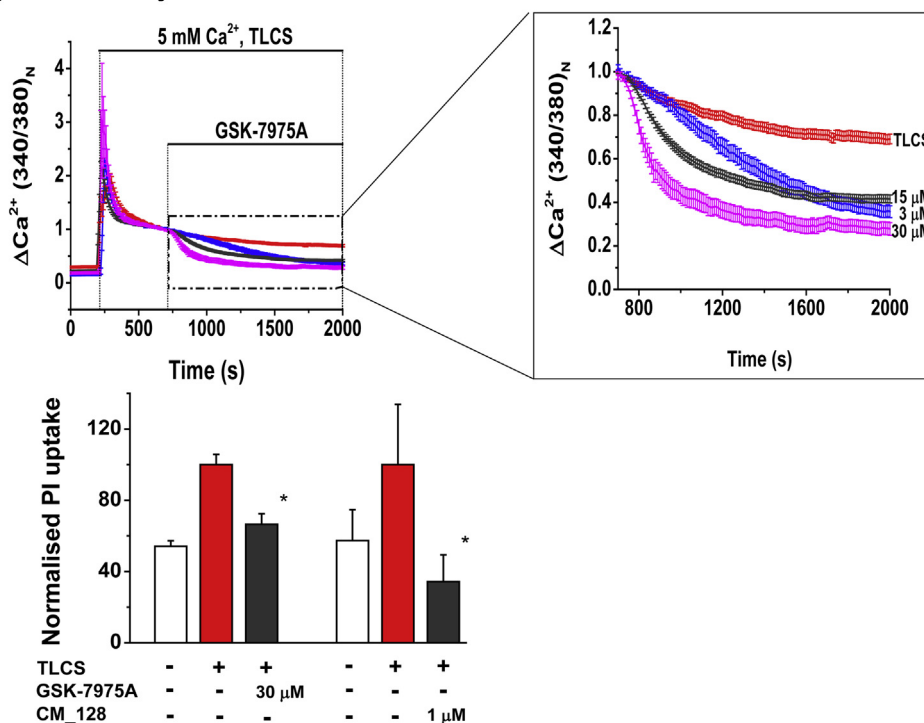 5 mM Ca²⁺, TLCS
GSK-7975A
ΔCa²⁺ (340/380)N
4
3
2
1
0
0
500
1000
1500
2000
Time (s)
ΔCa²⁺ (340/380)N
1.0
0.8
0.6
0.4
0.2
0.0
TLCS
15 μM
3 μM
30 μM
800
1200
1600
2000
Time (s)
Normalised PI uptake
120
80
40
0
TLCS - + + - + +
GSK-7975A - - 30 μM - - -
CM_128 - - - - - 1 μM
*
*